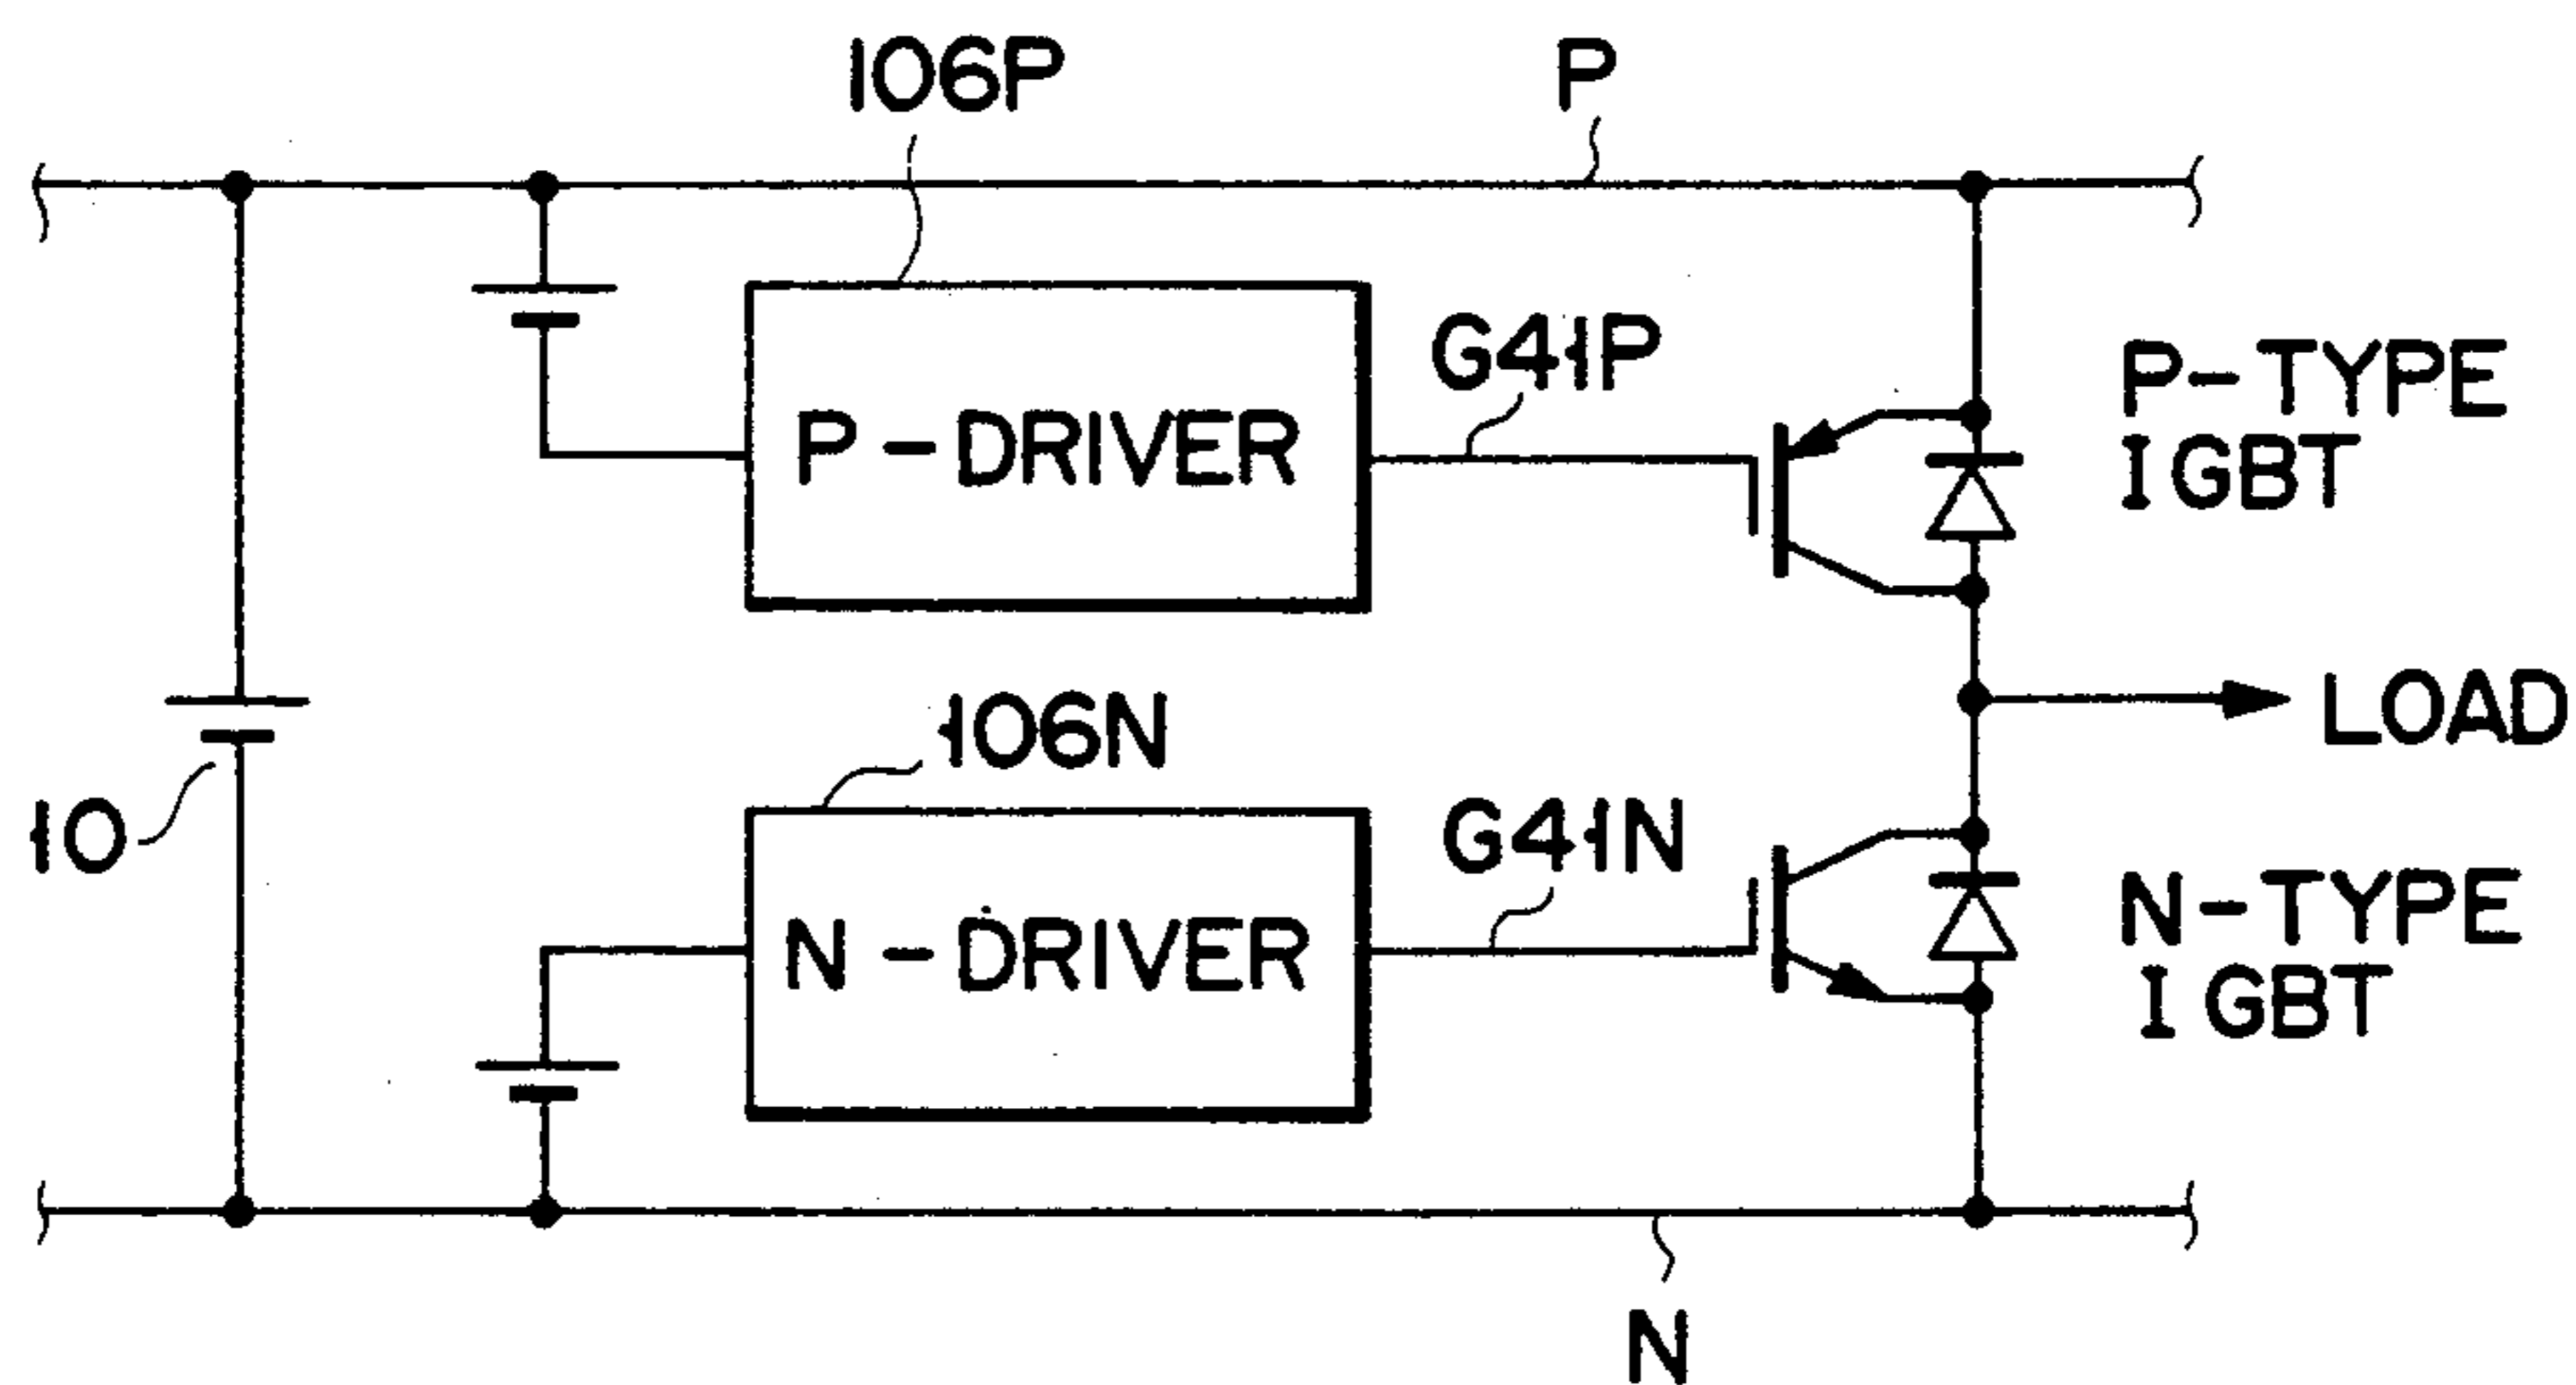 106P
P
G41P
P-TYPE
IGBT
P-DRIVER
LOAD
106N
10
G41N
N-TYPE
IGBT
N-DRIVER
N